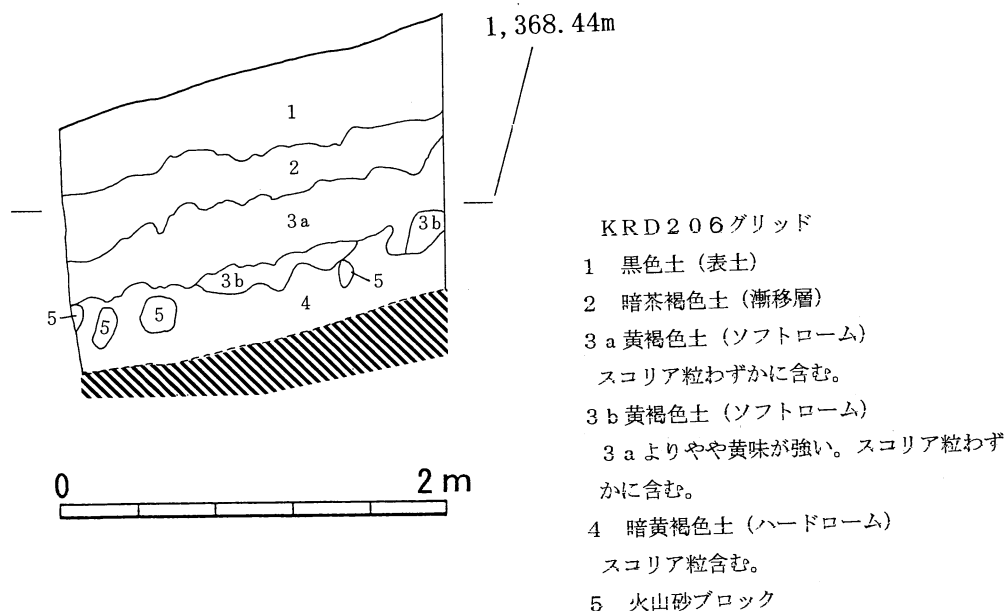 1,368.44m
1
2
3a
3b
3b
5
4
5
5
5
0
2m
KRD206グリッド
1 黒色土(表土)
2 暗茶褐色土(漸移層)
3a黄褐色土(ソフトローム)
スコリア粒わずかに含む。
3b黄褐色土(ソフトローム)
3aよりやや黄味が強い。スコリア粒わず
かに含む。
4 暗黄褐色土(ハードローム)
スコリア粒含む。
5 火山砂ブロック